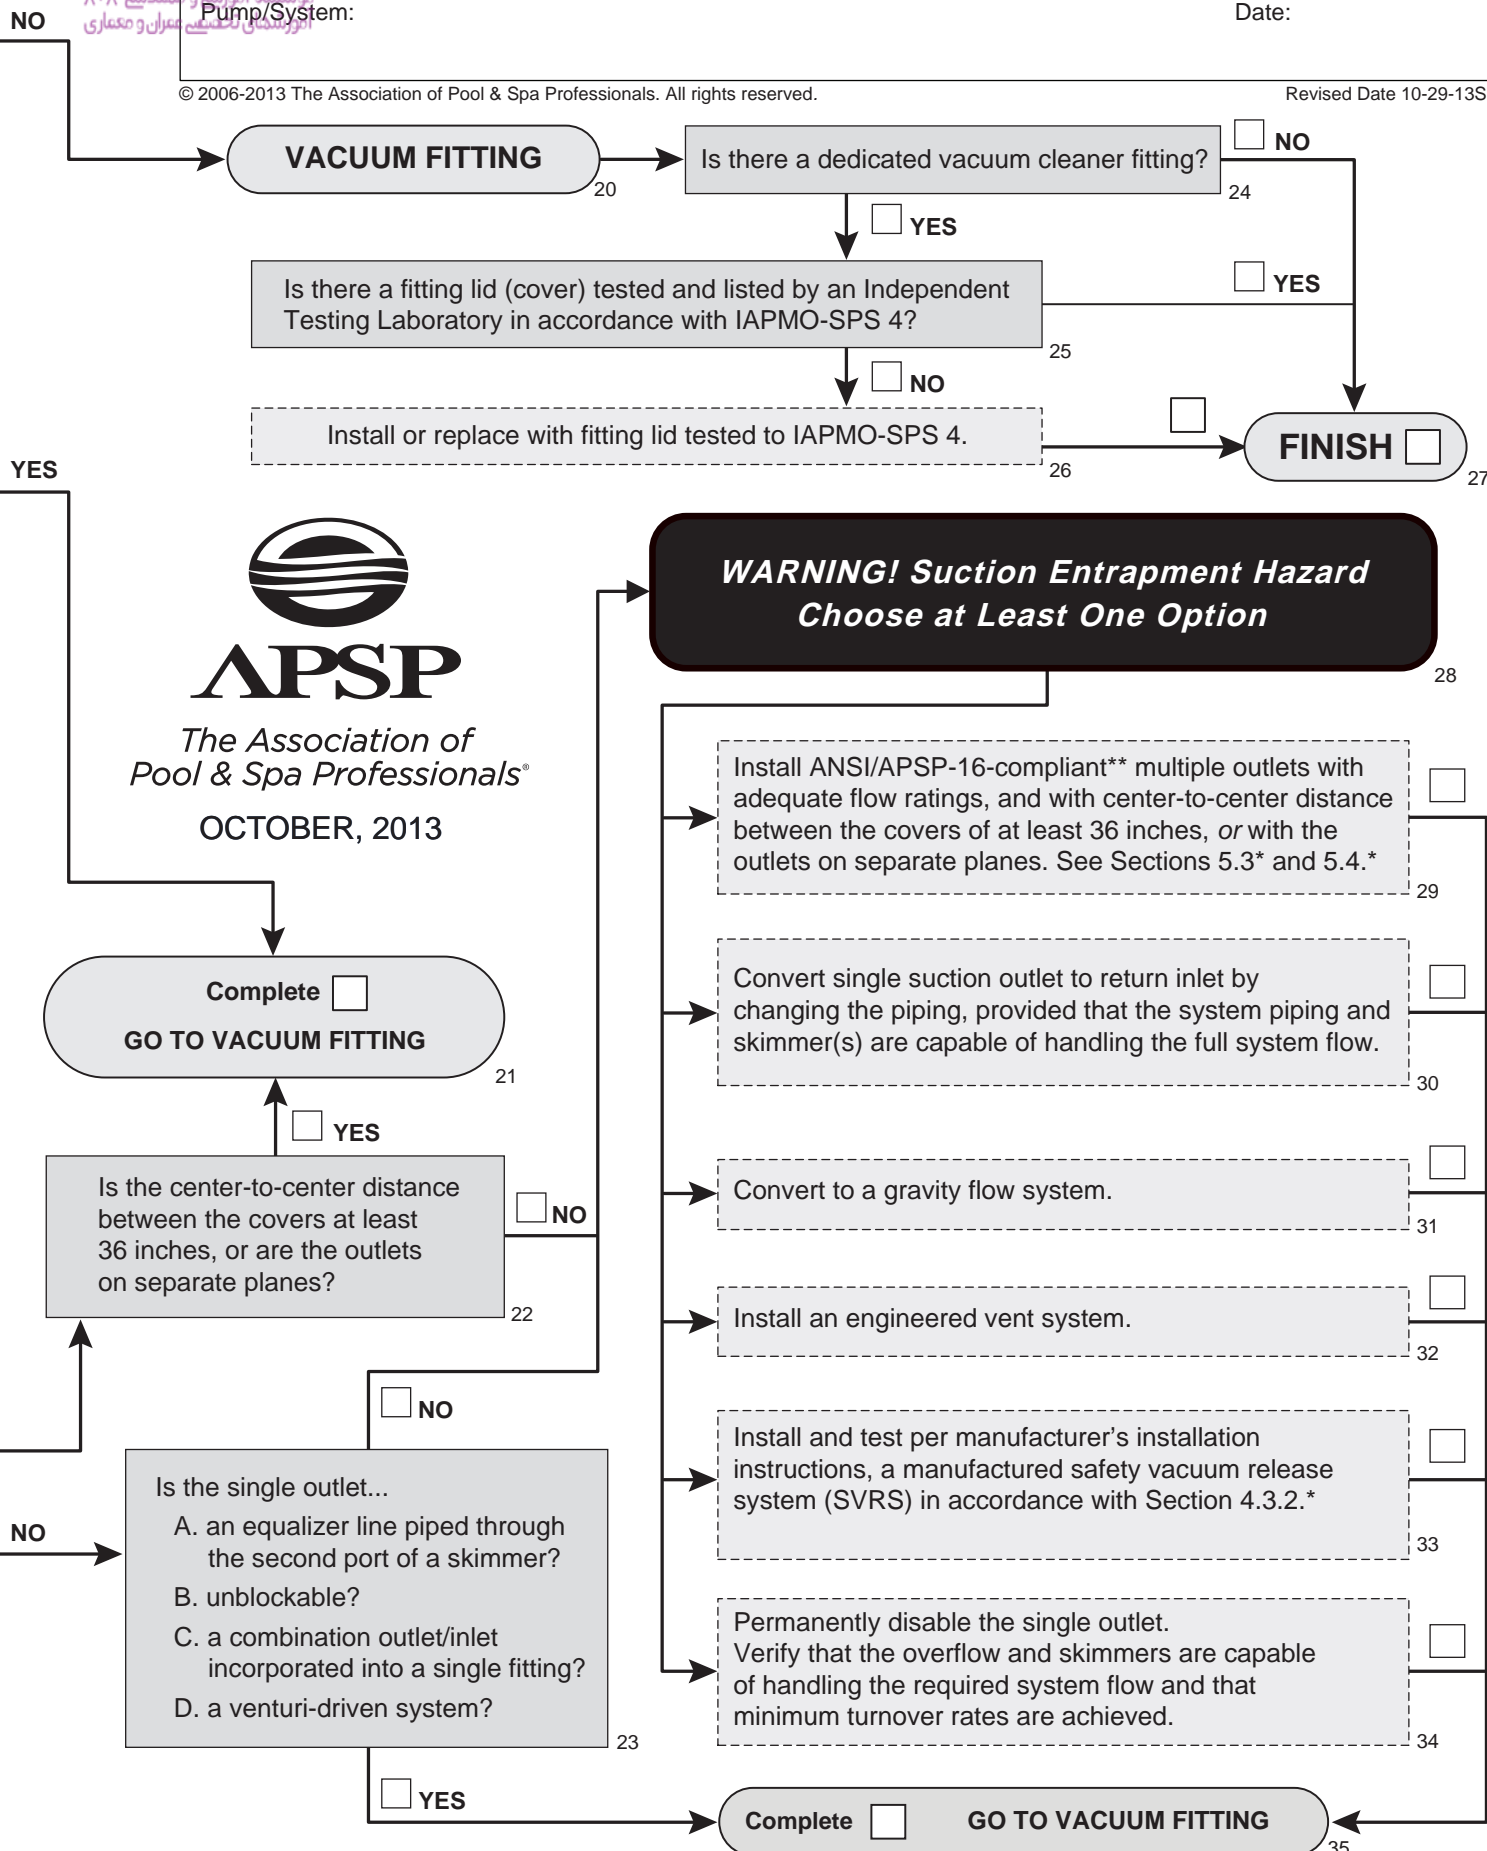 NO
آموزشگاه تخصصی عمران و معماری
Pump/System:
Date:
© 2006-2013 The Association of Pool & Spa Professionals. All rights reserved.
Revised Date 10-29-13S
VACUUM FITTING
20
Is there a dedicated vacuum cleaner fitting?
24
NO
YES
Is there a fitting lid (cover) tested and listed by an Independent
Testing Laboratory in accordance with IAPMO-SPS 4?
25
YES
NO
Install or replace with fitting lid tested to IAPMO-SPS 4.
26
FINISH
27
YES
APSP
The Association of
Pool & Spa Professionals®
OCTOBER, 2013
WARNING! Suction Entrapment Hazard
Choose at Least One Option
28
Install ANSI/APSP-16-compliant** multiple outlets with
adequate flow ratings, and with center-to-center distance
between the covers of at least 36 inches, or with the
outlets on separate planes. See Sections 5.3* and 5.4.*
29
Complete
GO TO VACUUM FITTING
21
Convert single suction outlet to return inlet by
changing the piping, provided that the system piping and
skimmer(s) are capable of handling the full system flow.
30
YES
Is the center-to-center distance
between the covers at least
36 inches, or are the outlets
on separate planes?
22
NO
Convert to a gravity flow system.
31
Install an engineered vent system.
32
NO
Install and test per manufacturer’s installation
instructions, a manufactured safety vacuum release
system (SVRS) in accordance with Section 4.3.2.*
33
NO
Is the single outlet...
A. an equalizer line piped through
the second port of a skimmer?
B. unblockable?
C. a combination outlet/inlet
incorporated into a single fitting?
D. a venturi-driven system?
23
Permanently disable the single outlet.
Verify that the overflow and skimmers are capable
of handling the required system flow and that
minimum turnover rates are achieved.
34
YES
Complete GO TO VACUUM FITTING
35